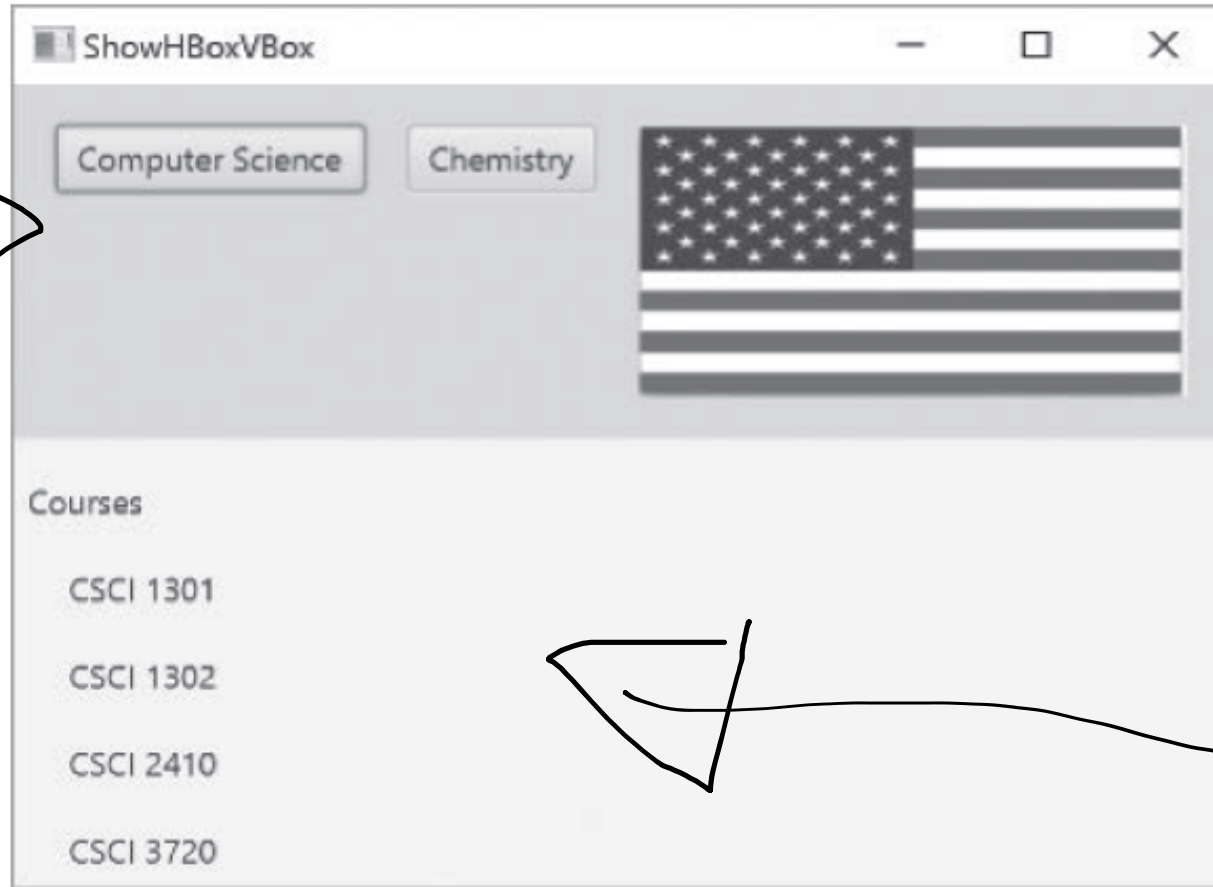 ShowHBoxVBox
Computer Science Chemistry
Courses
CSCI 1301
CSCI 1302
CSCI 2410
CSCI 3720